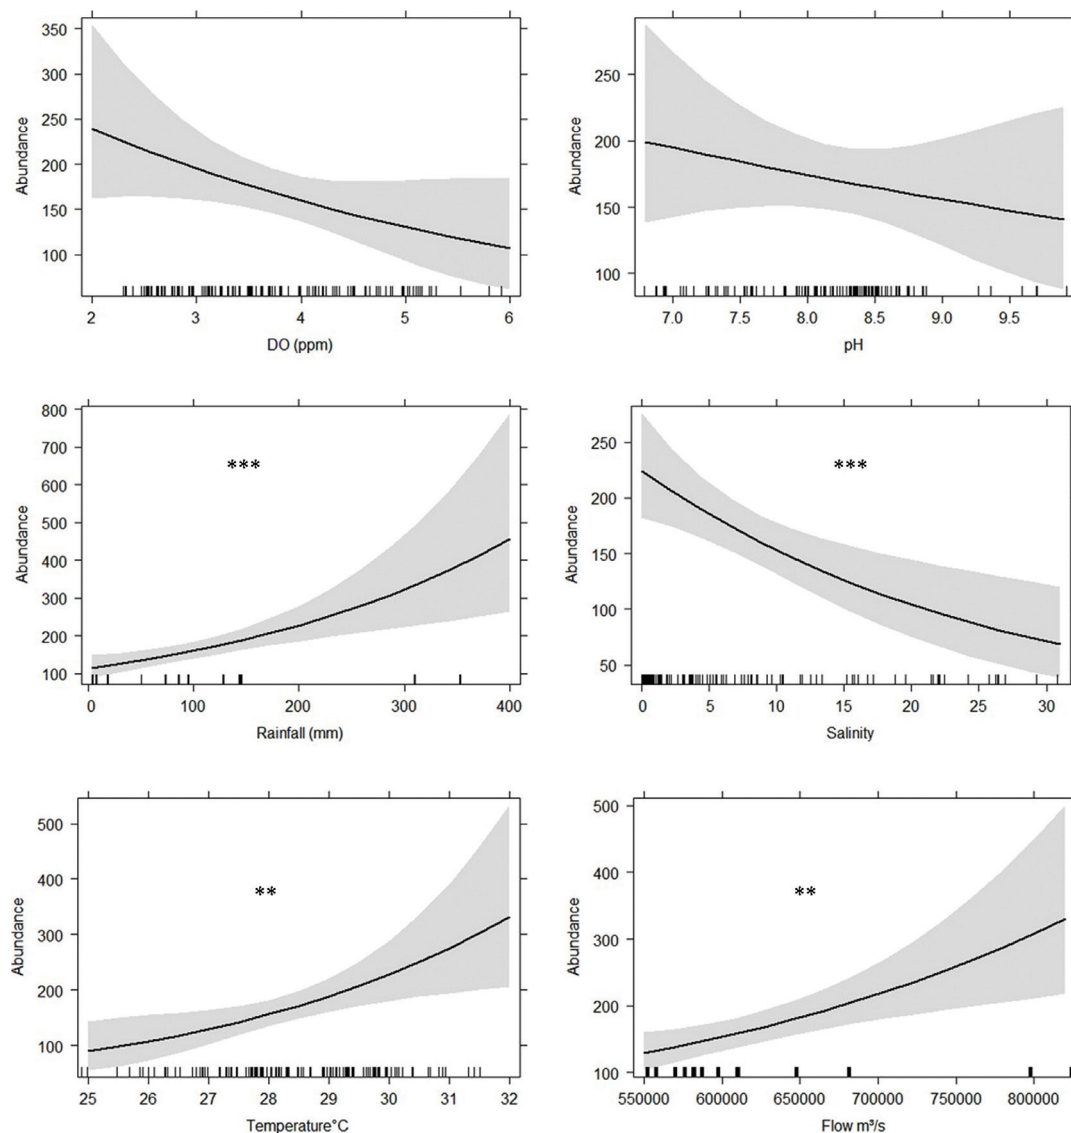 350
300
250
200
150
100
Abundance
2 3 4 5 6
DO (ppm)
250
200
150
100
Abundance
7.0 7.5 8.0 8.5 9.0 9.5
pH
800
700
600
500
400
300
200
100
Abundance
***
0 100 200 300 400
Rainfall (mm)
250
200
150
100
50
Abundance
***
0 5 10 15 20 25 30
Salinity
500
400
300
200
100
Abundance
**
25 26 27 28 29 30 31 32
Temperature°C
500
400
300
200
100
Abundance
**
550000 600000 650000 700000 750000 800000
Flow m³/s